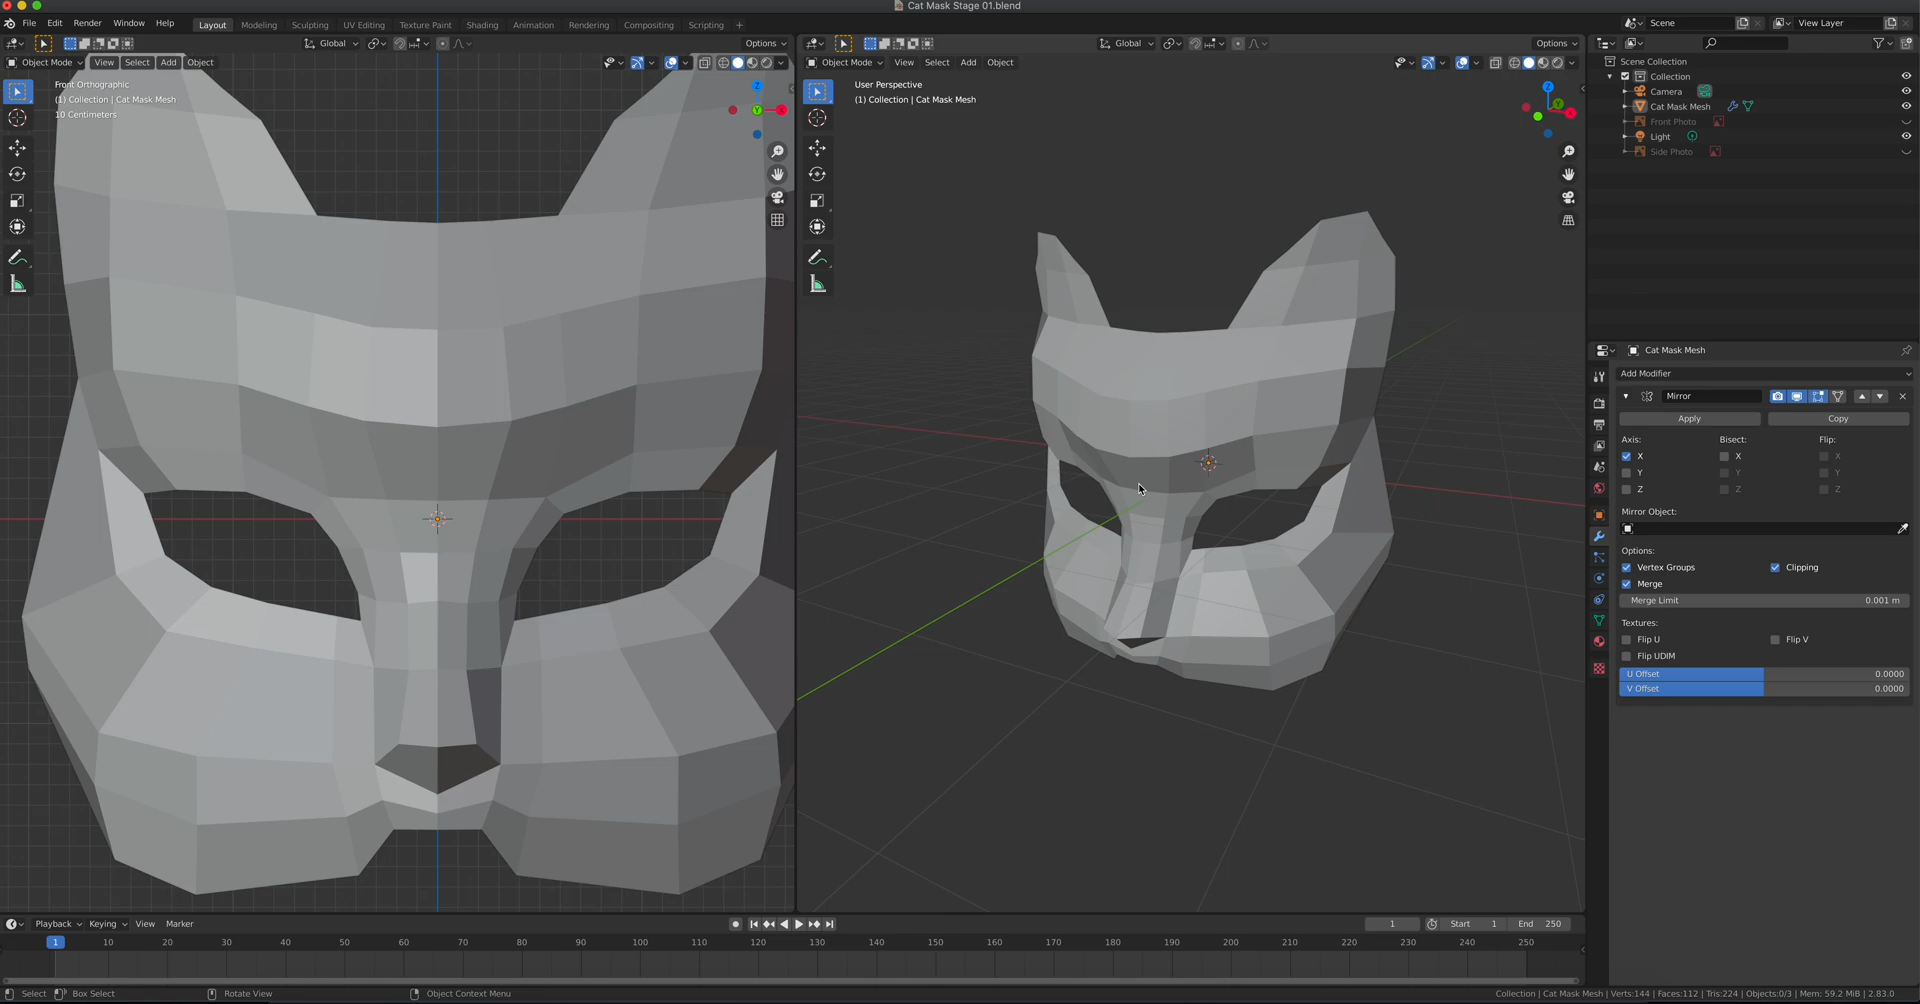 Cat Mask Stage 01.blend
File Edit Render Window Help Layout Modeling Sculpting UV Editing Texture Paint Shading Animation Rendering Compositing Scripting +
Scene View Layer
Global Options
Object Mode View Select Add Object
Front Orthographic
(1) Collection | Cat Mask Mesh
10 Centimeters
Z
Y
X
Global Options
Object Mode View Select Add Object
User Perspective
(1) Collection | Cat Mask Mesh
Z
Y
X
Scene Collection
Collection
Camera
Cat Mask Mesh
Front Photo
Light
Side Photo
Cat Mask Mesh
Add Modifier
Mirror
Apply Copy
Axis: Bisect: Flip:
X X X
Y Y Y
Z Z Z
Mirror Object:
Options:
Vertex Groups Clipping
Merge
Merge Limit 0.001 m
Textures:
Flip U Flip V
Flip UDIM
U Offset 0.0000
V Offset 0.0000
Playback Keying View Marker 1 Start 1 End 250
1 10 20 30 40 50 60 70 80 90 100 110 120 130 140 150 160 170 180 190 200 210 220 230 240 250
Select Box Select Rotate View Object Context Menu Collection | Cat Mask Mesh | Verts:144 | Faces:112 | Tris:224 | Objects:0/3 | Mem: 59.2 MiB | 2.83.0